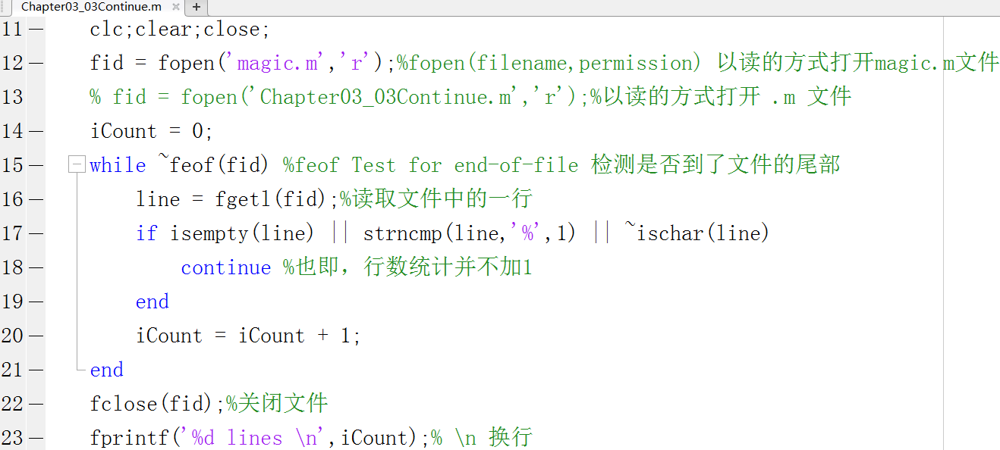 Chapter03_03Continue.m × +
11 — clc;clear;close;
12 — fid = fopen('magic.m','r');%fopen(filename,permission) 以读的方式打开magic.m文件
13 % fid = fopen('Chapter03_03Continue.m','r');%以读的方式打开 .m 文件
14 — iCount = 0;
15 — while ~feof(fid) %feof Test for end-of-file 检测是否到了文件的尾部
16 — line = fgetl(fid);%读取文件中的一行
17 — if isempty(line) || strncmp(line,'%',1) || ~ischar(line)
18 — continue %也即，行数统计并不加1
19 — end
20 — iCount = iCount + 1;
21 — end
22 — fclose(fid);%关闭文件
23 — fprintf('%d lines \n',iCount);% \n 换行